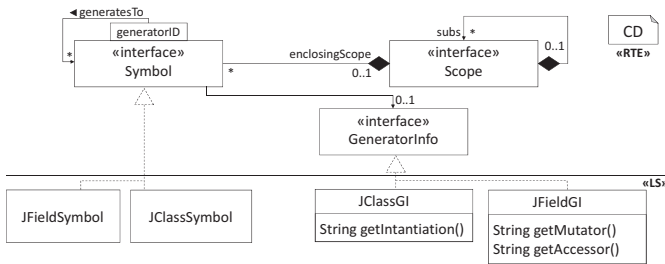 ◄ generatesTo
generatorID
«interface»
Symbol
*
*
enclosingScope
0..1
subs
*
«interface»
Scope
0..1
CD
«RTE»
0..1
«interface»
GeneratorInfo
«LS»
JFieldSymbol
JClassSymbol
JClassGI
String getIntantiation()
JFieldGI
String getMutator()
String getAccessor()